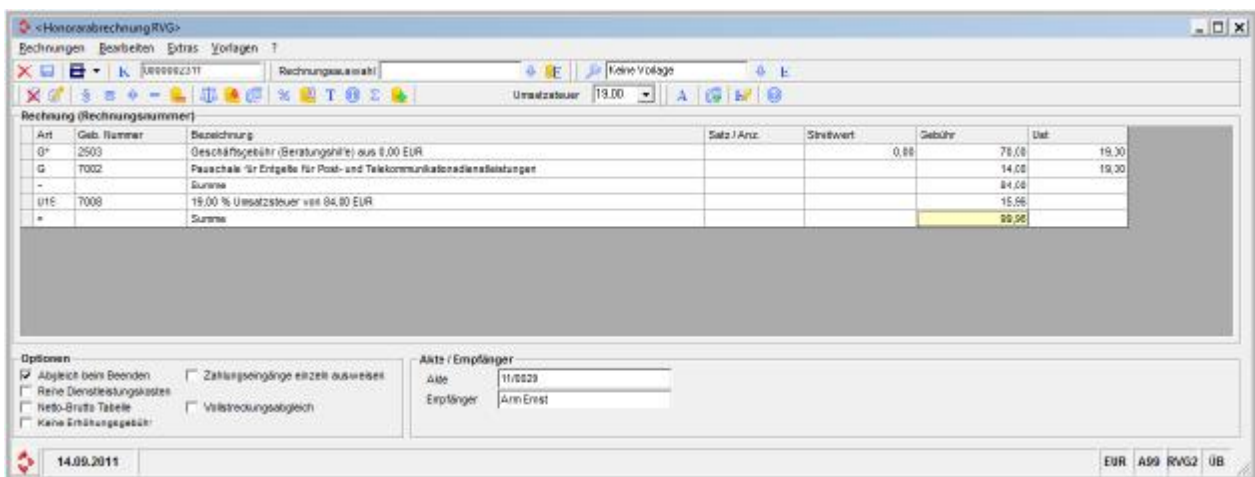 <Honorarabrechnung RVG>
Rechnungen Bearbeiten Extras Vorlagen ?
Rechnungsauswahl Keine Vorlage
Umsatzsteuer 19.00
Rechnung (Rechnungsnummer)
Art Geb. Nummer Bezeichnung Satz / Anz. Streitwert Gebühr Ust
G* 2503 Geschäftsgebühr (Beratungshilfe) aus 0,00 EUR 0,00 70,00 19,00
G 7002 Pauschale für Entgelte für Post- und Telekommunikationsdienstleistungen 14,00 19,00
- Summe 84,00
7008 19,00 % Umsatzsteuer von 84,00 EUR 15,96
= Summe 99,96
Optionen
Abgleich beim Beenden Zahlungseingänge einzeln ausweisen
Reine Dienstleistungskosten
Netto-Brutto Tabelle Vollstreckungsabgleich
Keine Erhöhungsgebühr
Akte / Empfänger
Akte 11/0029
Empfänger Arm Ernst
14.09.2011 EUR A99 RVG2 ÜB